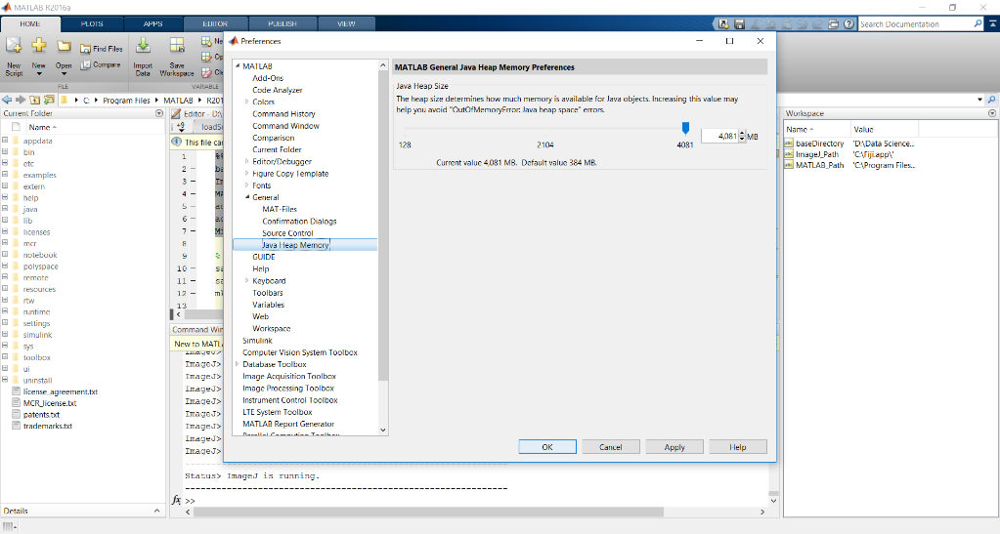 MATLAB R2016a
HOME PLOTS APPS EDITOR PUBLISH VIEW
Search Documentation
New Script
New
Open
Find Files
Compare
Import Data
Save Workspace
FILE
VARIABLE
C: Program Files MATLAB R201
Current Folder
Name
appdata
bin
etc
examples
extern
help
java
lib
licenses
mcr
notebook
polyspace
remote
resources
rtw
runtime
settings
simulink
sys
toolbox
ui
uninstall
license_agreement.txt
MCR_license.txt
patents.txt
trademarks.txt
Details
Editor - D:\
This file ca
1
2
3
4
5
6
7
8
9
10
11
12
13
Command Win
New to MATL
ImageJ>
ImageJ>
ImageJ>
ImageJ>
ImageJ>
ImageJ>
ImageJ>
ImageJ>
Status> ImageJ is running.
fx >>
Preferences
MATLAB
Add-Ons
Code Analyzer
Colors
Command History
Command Window
Comparison
Current Folder
Editor/Debugger
Figure Copy Template
Fonts
General
MAT-Files
Confirmation Dialogs
Source Control
Java Heap Memory
GUIDE
Help
Keyboard
Toolbars
Variables
Web
Workspace
Simulink
Computer Vision System Toolbox
Database Toolbox
Image Acquisition Toolbox
Image Processing Toolbox
Instrument Control Toolbox
LTE System Toolbox
MATLAB Report Generator
Parallel Computing Toolbox
MATLAB General Java Heap Memory Preferences
Java Heap Size
The heap size determines how much memory is available for Java objects. Increasing this value may
help you avoid "OutOfMemoryError: Java heap space" errors.
4,081 MB
128 2104 4081
Current value 4,081 MB. Default value 384 MB.
OK Cancel Apply Help
Workspace
Name Value
baseDirectory 'D:\Data Science...
ImageJ_Path 'C:\Fiji.app\'
MATLAB_Path 'C:\Program Files...